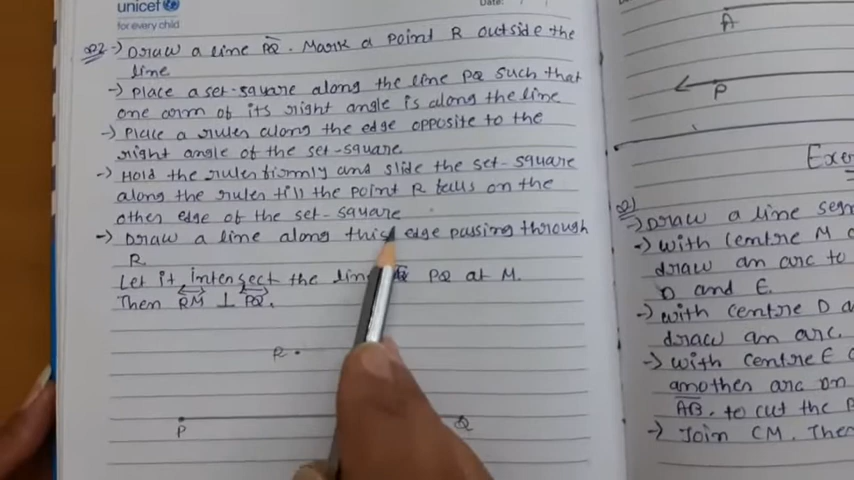 unicef
for every child
Date:
Q2 → Draw a line PQ. Mark a point R outside the
line
→ Place a set-square along the line PQ such that
one arm of its right angle is along the line
→ Place a ruler along the edge opposite to the
right angle of the set-square.
→ Hold the ruler firmly and slide the set-square
along the ruler till the point R falls on the
other edge of the set-square
→ Draw a line along this edge passing through
R
Let it intersect the line PQ at M.
Then RM ⊥ PQ.
R
P Q
A
P
Q1
→ Draw a line
→ with centre M
draw an arc to
D and E.
→ with centre D
draw an arc.
→ with centre E
another arc on
AB. to cut the
→ Join CM.